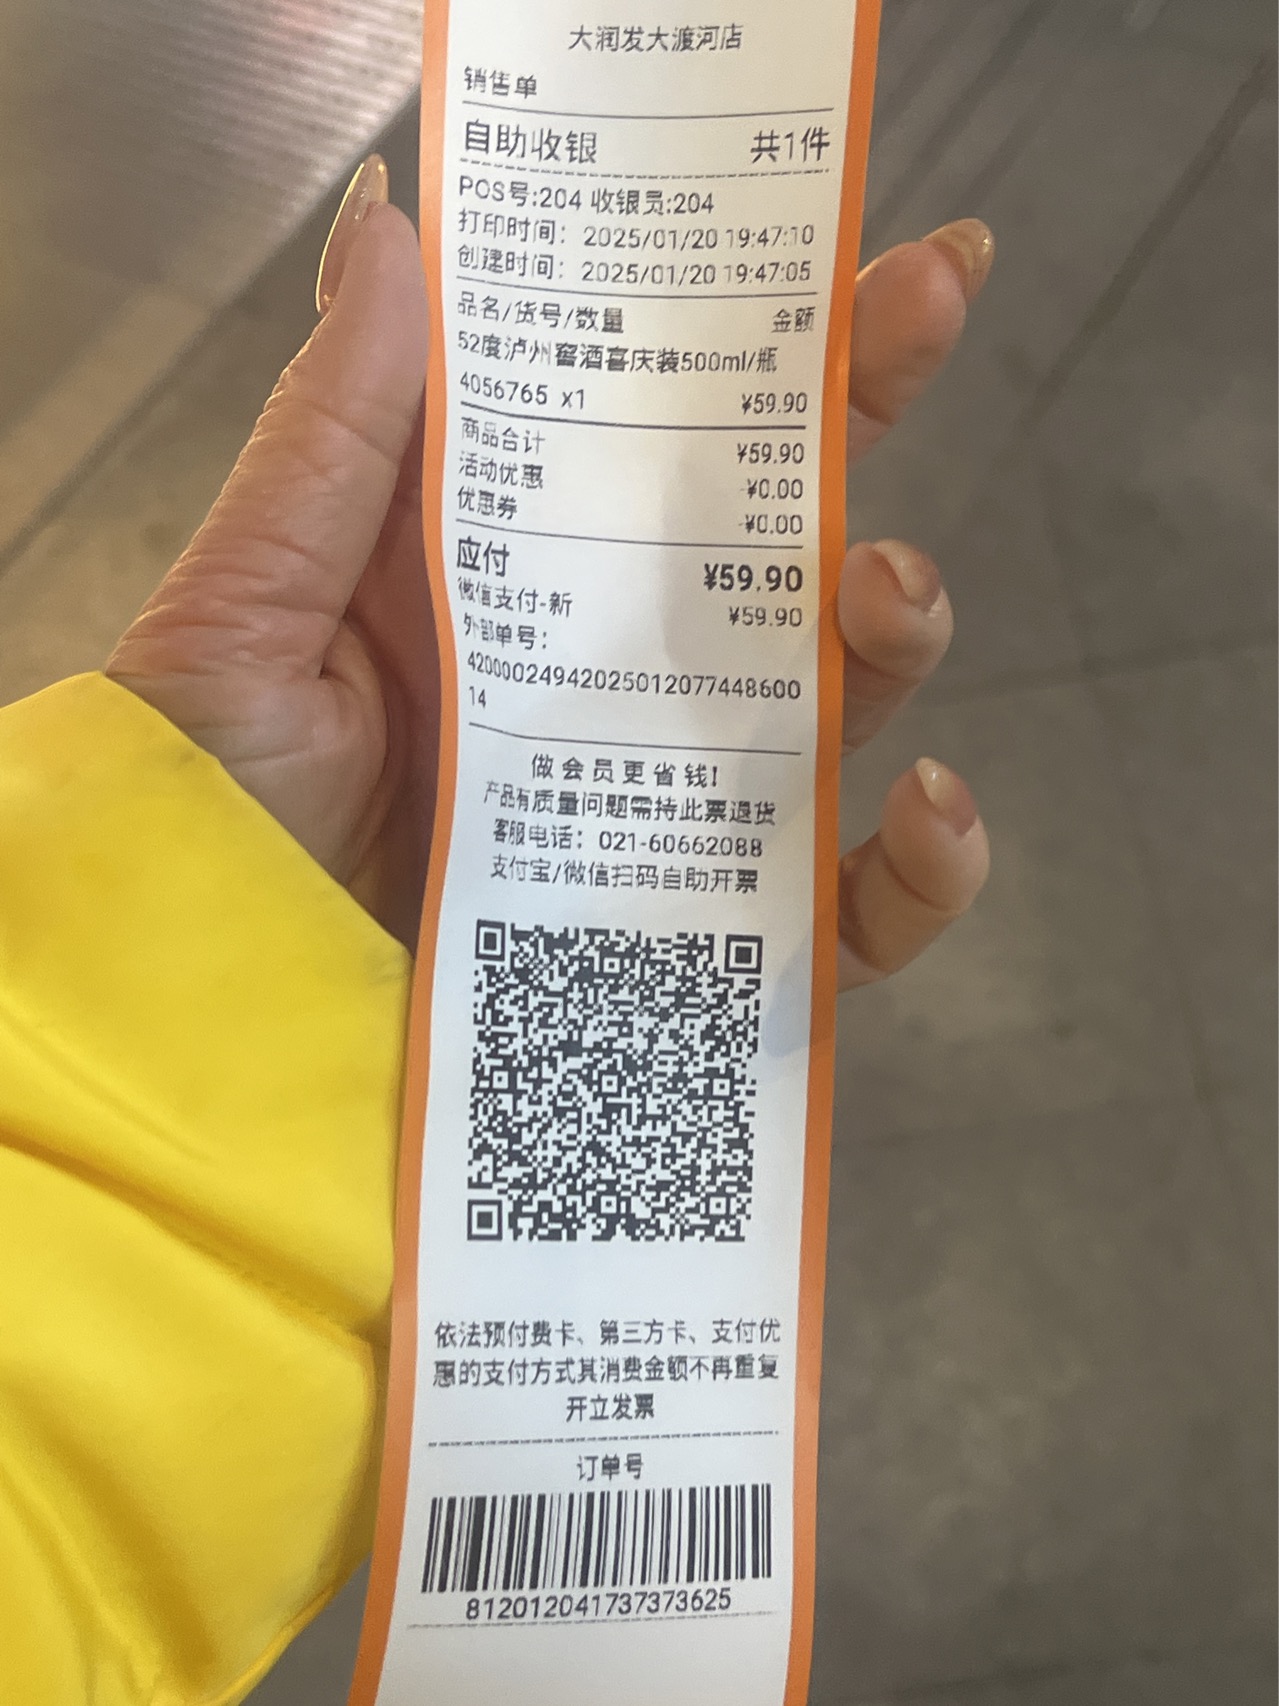 大润发大渡河店
销售单
自助收银 共1件
POS号:204 收银员:204
打印时间： 2025/01/20 19:47:10
创建时间： 2025/01/20 19:47:05
品名/货号/数量 金额
52度泸州窖酒喜庆装500ml/瓶
4056765 x1 ¥59.90
商品合计 ¥59.90
活动优惠 -¥0.00
优惠券 -¥0.00
应付 ¥59.90
微信支付-新 ¥59.90
外部单号：
42000024942025012077448600
14
做会员更省钱!
产品有质量问题需持此票退货
客服电话： 021-60662088
支付宝/微信扫码自助开票
依法预付费卡、第三方卡、支付优
惠的支付方式其消费金额不再重复
开立发票
订单号
812012041737373625